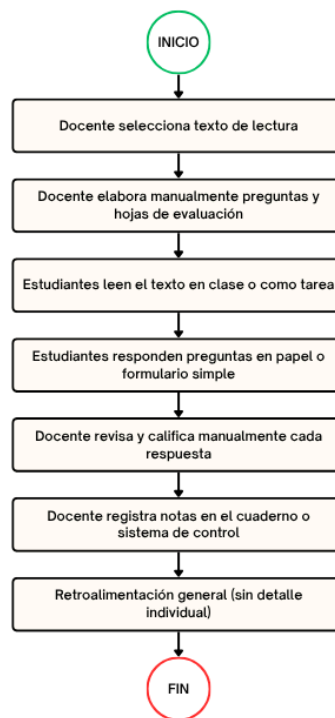 INICIO
Docente selecciona texto de lectura
Docente elabora manualmente preguntas y
hojas de evaluación
Estudiantes leen el texto en clase o como tarea
Estudiantes responden preguntas en papel o
formulario simple
Docente revisa y califica manualmente cada
respuesta
Docente registra notas en el cuaderno o
sistema de control
Retroalimentación general (sin detalle
individual)
FIN